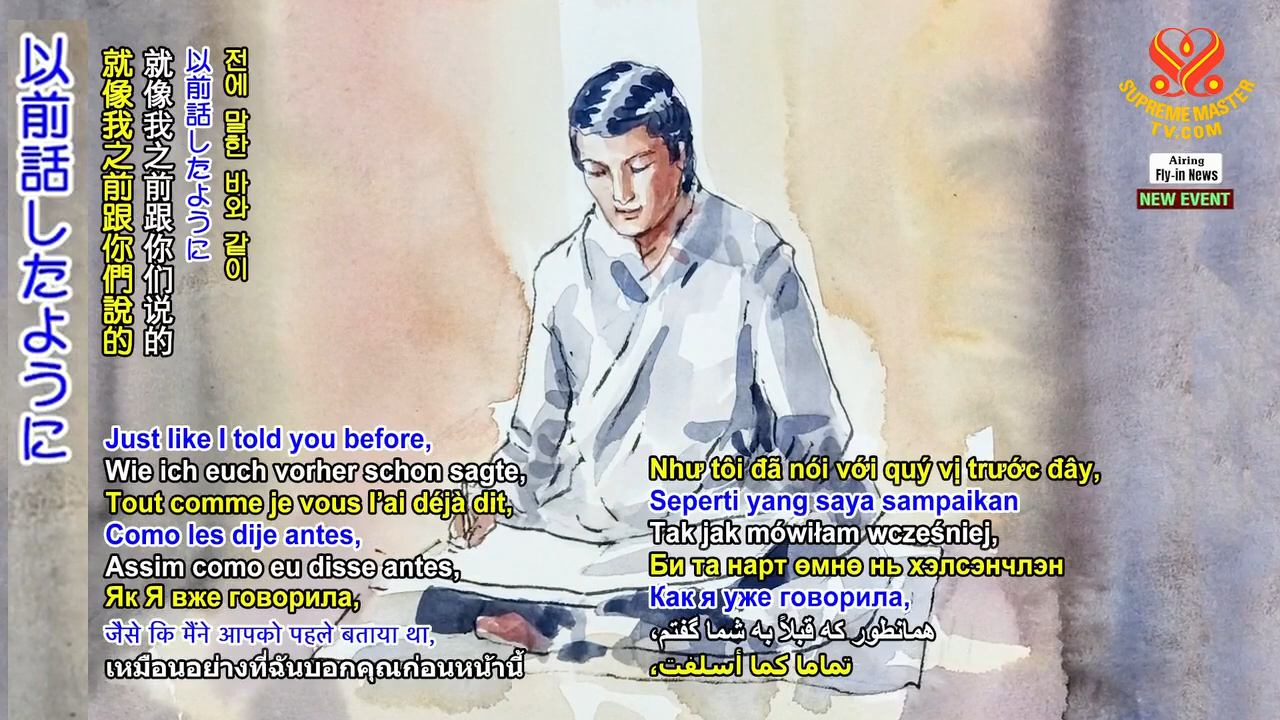 以前話したように
就像我之前跟你們說的
就像我之前跟你们说的
以前話したように
전에 말한 바와 같이
SUPREME MASTER
TV.COM
Airing
Fly-in News
NEW EVENT
Just like I told you before,
Wie ich euch vorher schon sagte,
Tout comme je vous l'ai déjà dit,
Como les dije antes,
Assim como eu disse antes,
Як Я вже говорила,
जैसे कि मैंने आपको पहले बताया था,
เหมือนอย่างที่ฉันบอกคุณก่อนหน้านี้
Như tôi đã nói với quý vị trước đây,
Seperti yang saya sampaikan
Tak jak mówiłam wcześniej,
Би та нарт өмнө нь хэлсэнчлэн
Как я уже говорила,
همانطور که قبلاً به شما گفتم،
تماما كما أسلفت،